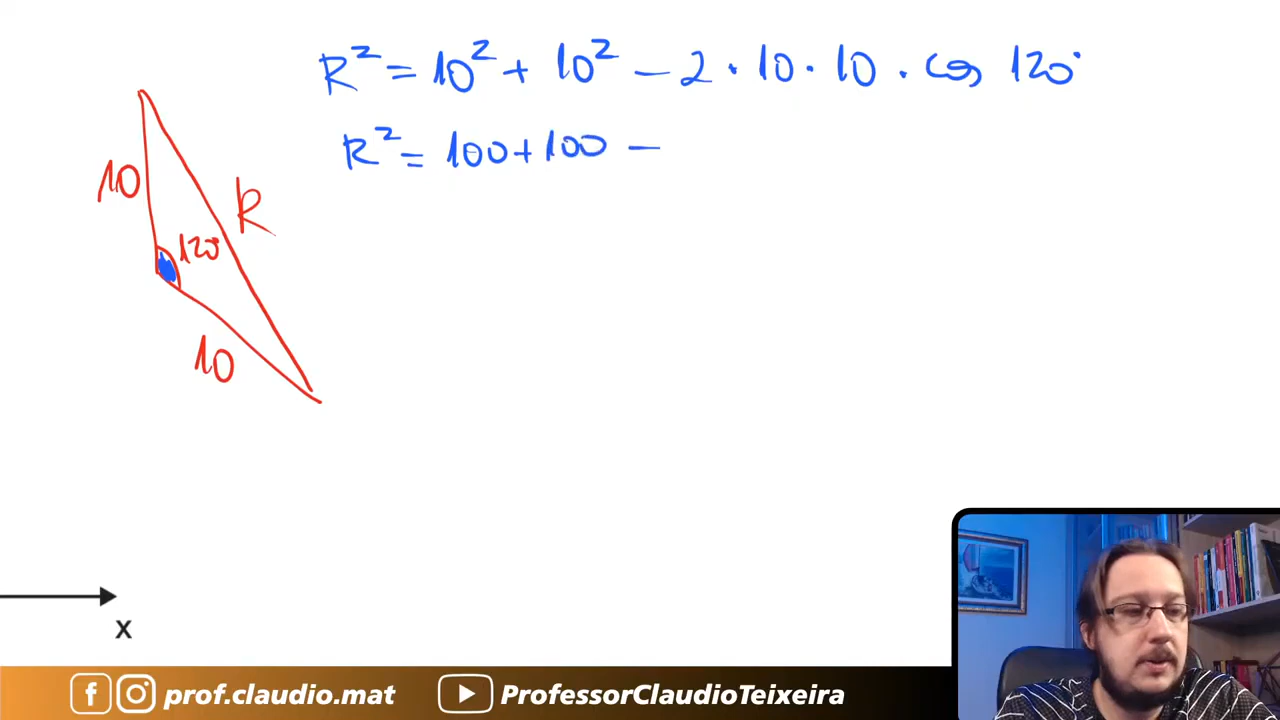 R² = 10² + 10² − 2 · 10 · 10 · cos 120°
R² = 100 + 100 −
10
R
120°
10
x
prof.claudio.mat
ProfessorClaudioTeixeira